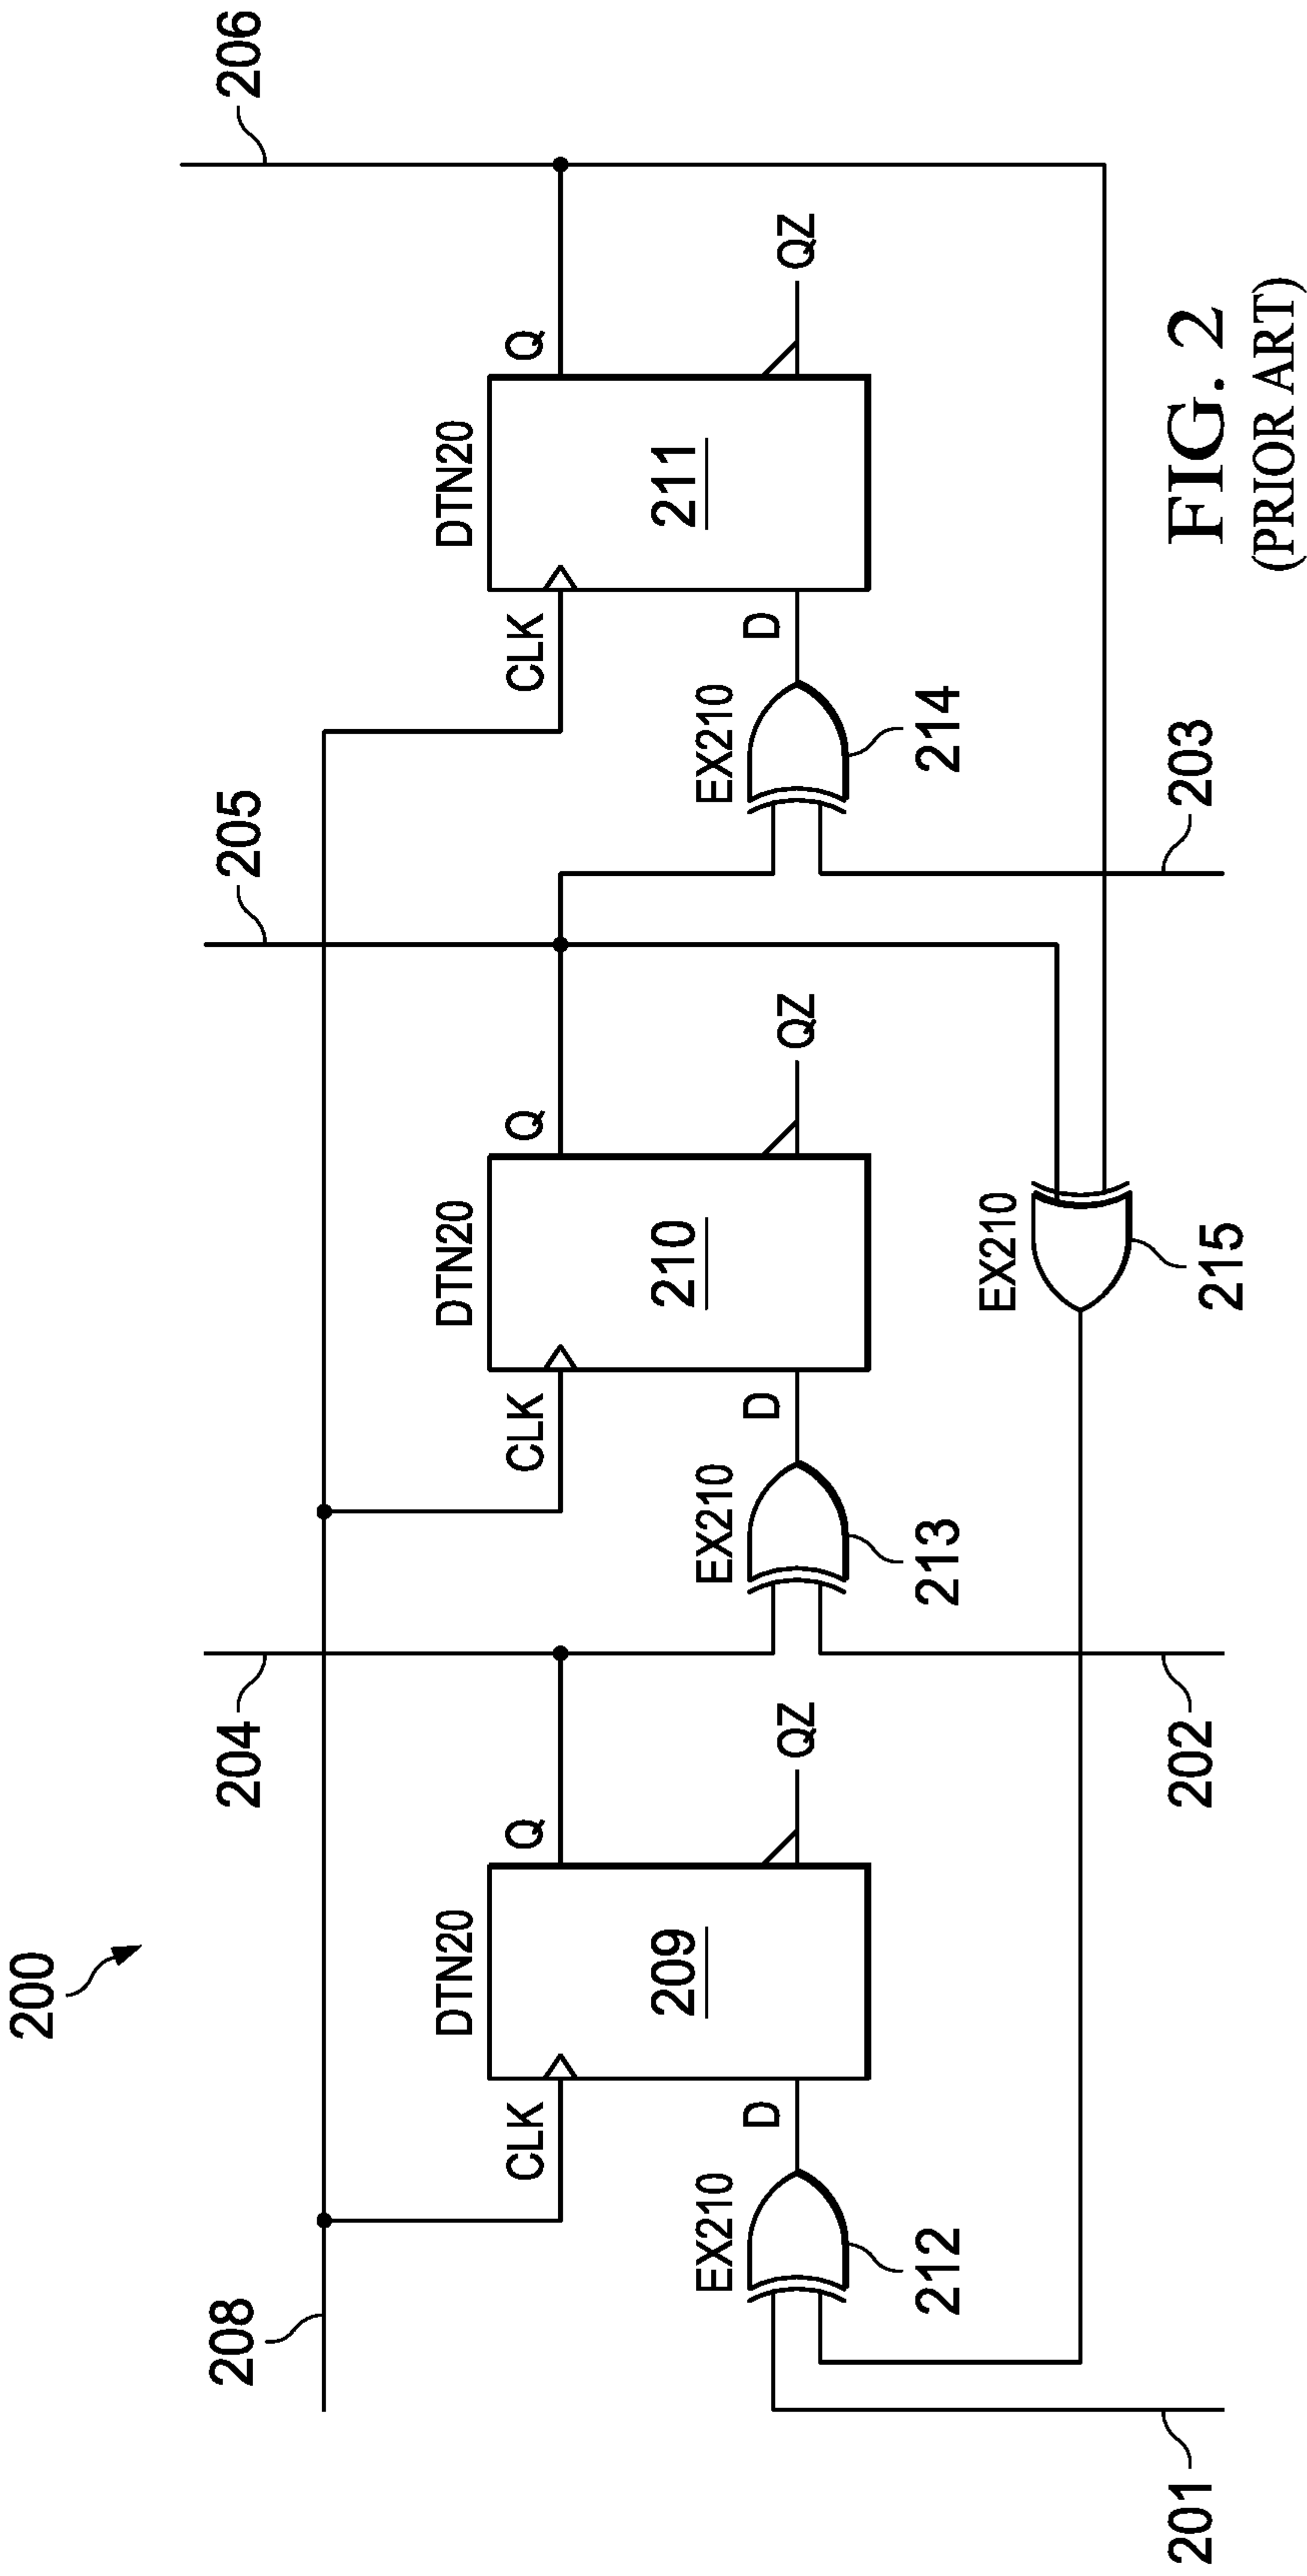 200
204
205
206
208
DTN20
DTN20
DTN20
CLK
Q
CLK
Q
CLK
Q
209
210
211
EX210
D
QZ
EX210
D
QZ
EX210
D
QZ
212
213
214
EX210
215
201
202
203
FIG. 2
(PRIOR ART)